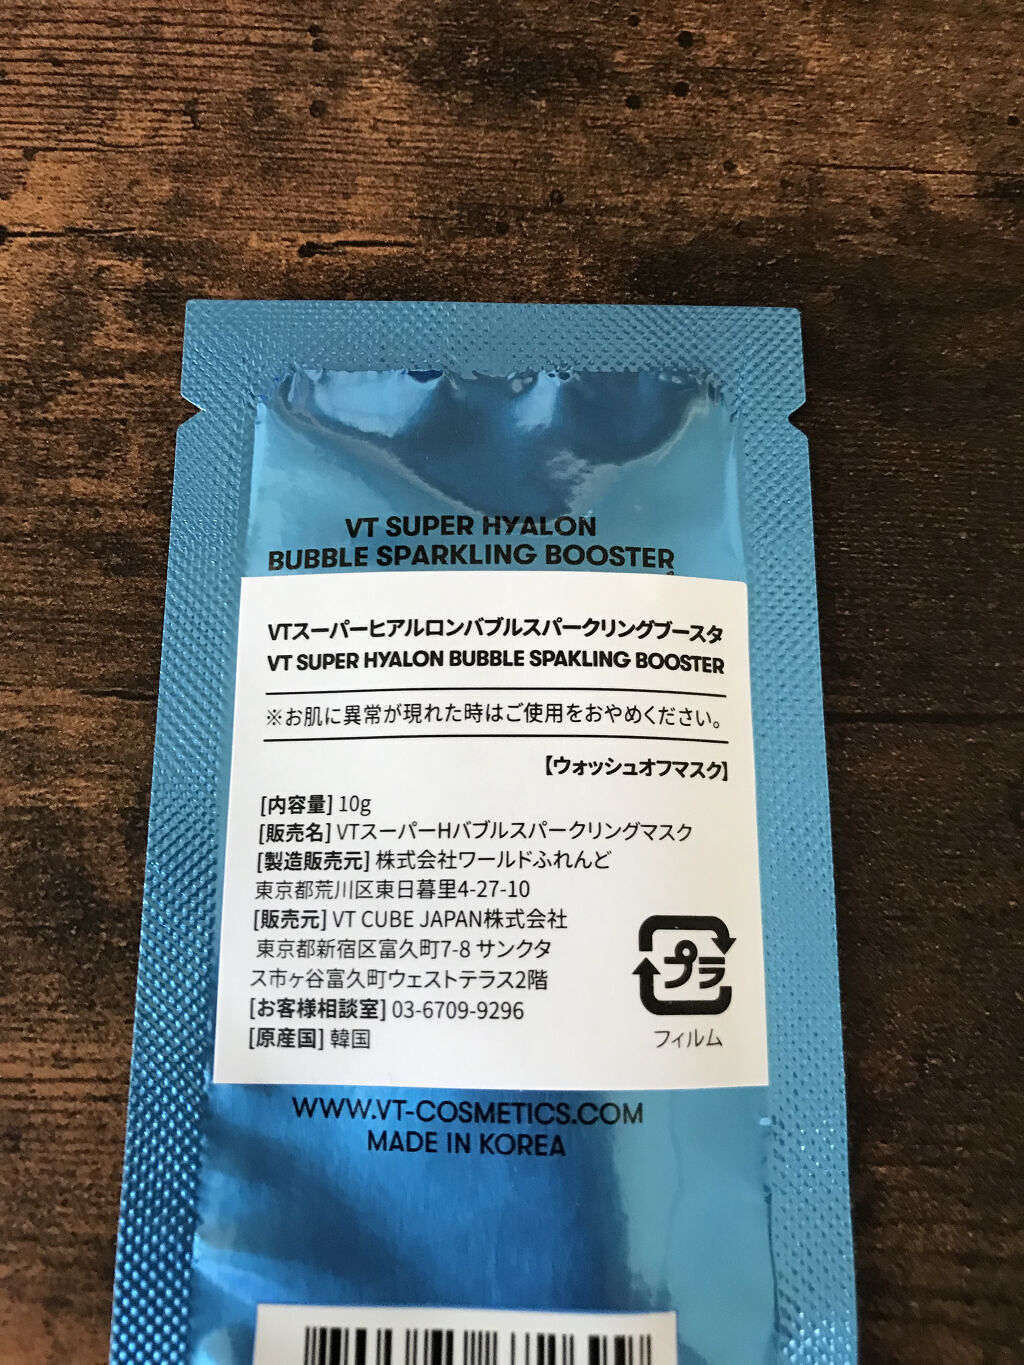 VT SUPER HYALON
BUBBLE SPARKLING BOOSTER
VTスーパーヒアルロンバブルスパークリングブースタ
VT SUPER HYALON BUBBLE SPAKLING BOOSTER
※お肌に異常が現れた時はご使用をおやめください。
【ウォッシュオフマスク】
[内容量] 10g
[販売名] VTスーパーHバブルスパークリングマスク
[製造販売元] 株式会社ワールドふれんど
東京都荒川区東日暮里4-27-10
[販売元] VT CUBE JAPAN株式会社
東京都新宿区富久町7-8 サンクタ
ス市ヶ谷富久町ウェストテラス2階
[お客様相談室] 03-6709-9296
[原産国] 韓国
プラ
フィルム
WWW.VT-COSMETICS.COM
MADE IN KOREA